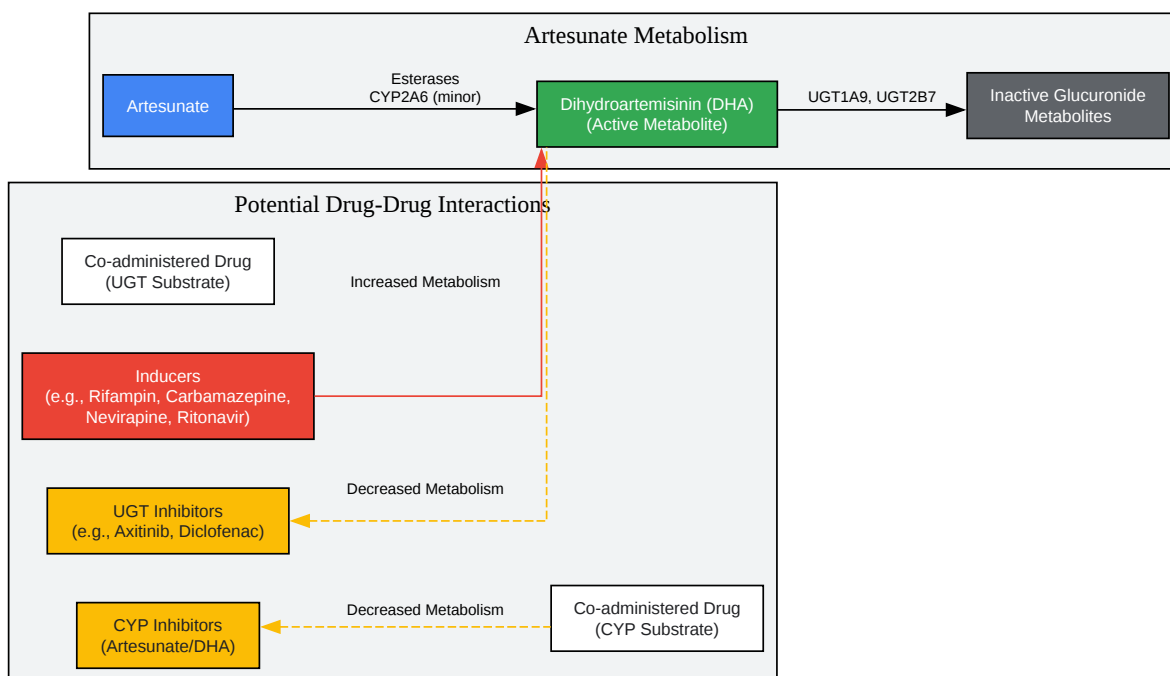 Artesunate Metabolism
Artesunate
Esterases
CYP2A6 (minor)
Dihydroartemisinin (DHA)
(Active Metabolite)
UGT1A9, UGT2B7
Inactive Glucuronide
Metabolites
Potential Drug-Drug Interactions
Co-administered Drug
(UGT Substrate)
Increased Metabolism
Inducers
(e.g., Rifampin, Carbamazepine,
Nevirapine, Ritonavir)
Decreased Metabolism
UGT Inhibitors
(e.g., Axitinib, Diclofenac)
Decreased Metabolism
CYP Inhibitors
(Artesunate/DHA)
Co-administered Drug
(CYP Substrate)